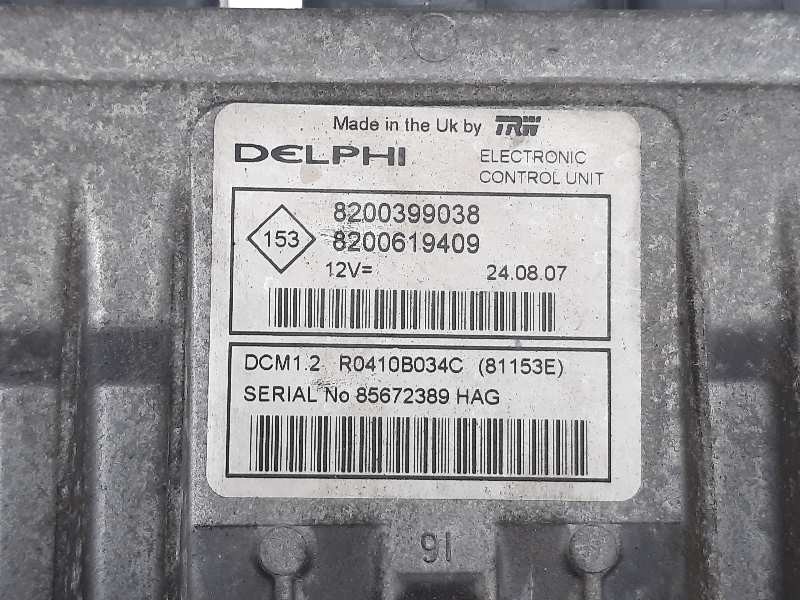 Made in the Uk by TRW
DELPHI ELECTRONIC
CONTROL UNIT
8200399038
153
8200619409
12V= 24.08.07
DCM1.2 R0410B034C (81153E)
SERIAL No 85672389 HAG
91